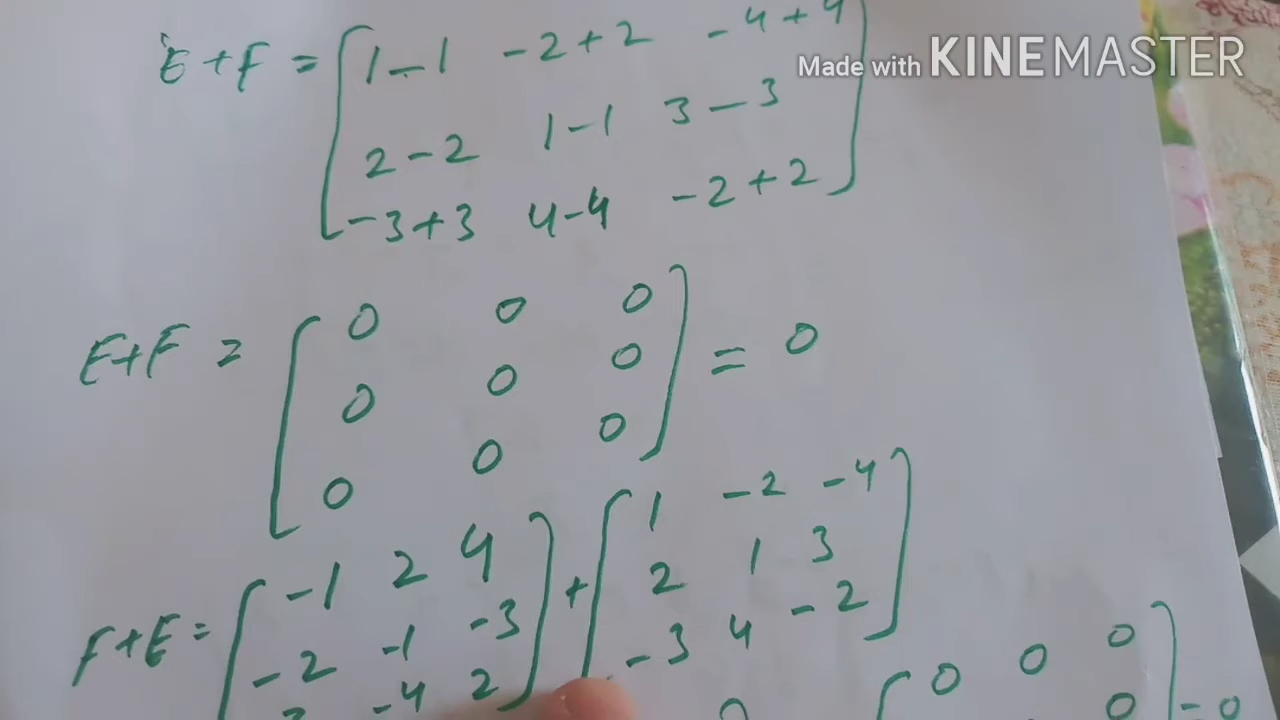 E + F = [ 1-1 -2+2 -4+4
2-2 1-1 3-3
-3+3 4-4 -2+2 ]
Made with KINEMASTER
E+F = [ 0 0 0
0 0 0 ] = 0
0 0 0
F+E = [ -1 2 4 ] + [ 1 -2 -4 ]
-2 -1 -3 2 1 3
-4 2 -3 4 -2
[ 0 0 0
0 ] - 0